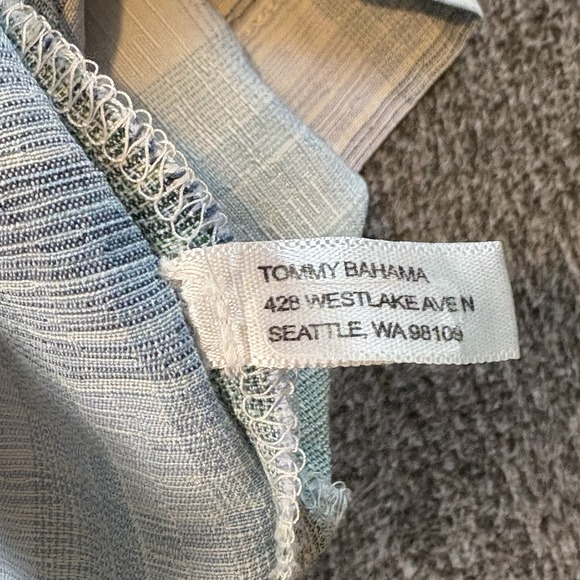 TOMMY BAHAMA
428 WESTLAKE AVE N
SEATTLE, WA 98109